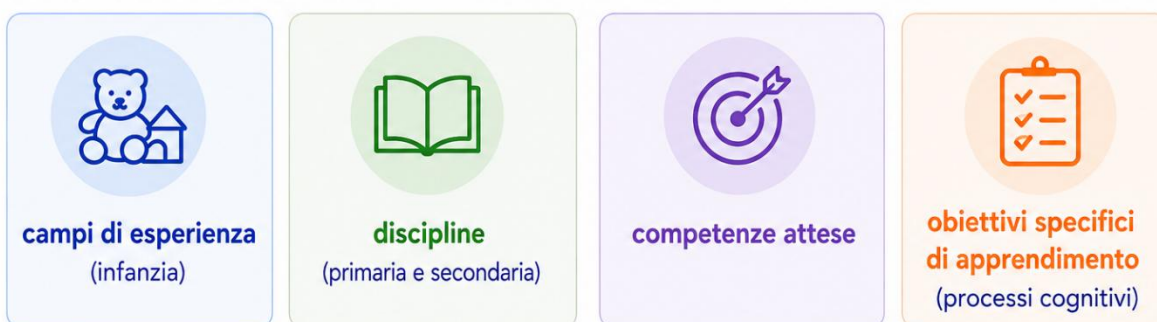 campi di esperienza
(infanzia)
discipline
(primaria e secondaria)
competenze attese
obiettivi specifici
di apprendimento
(processi cognitivi)